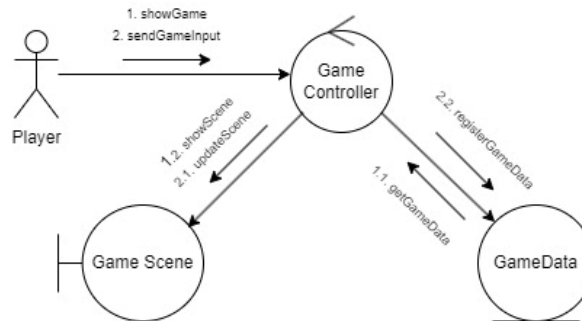 1. showGame
2. sendGameInput
Game
Controller
Player
1.2. showScene
2.1. updateScene
2.2. registerGameData
1.1. getGameData
Game Scene
GameData